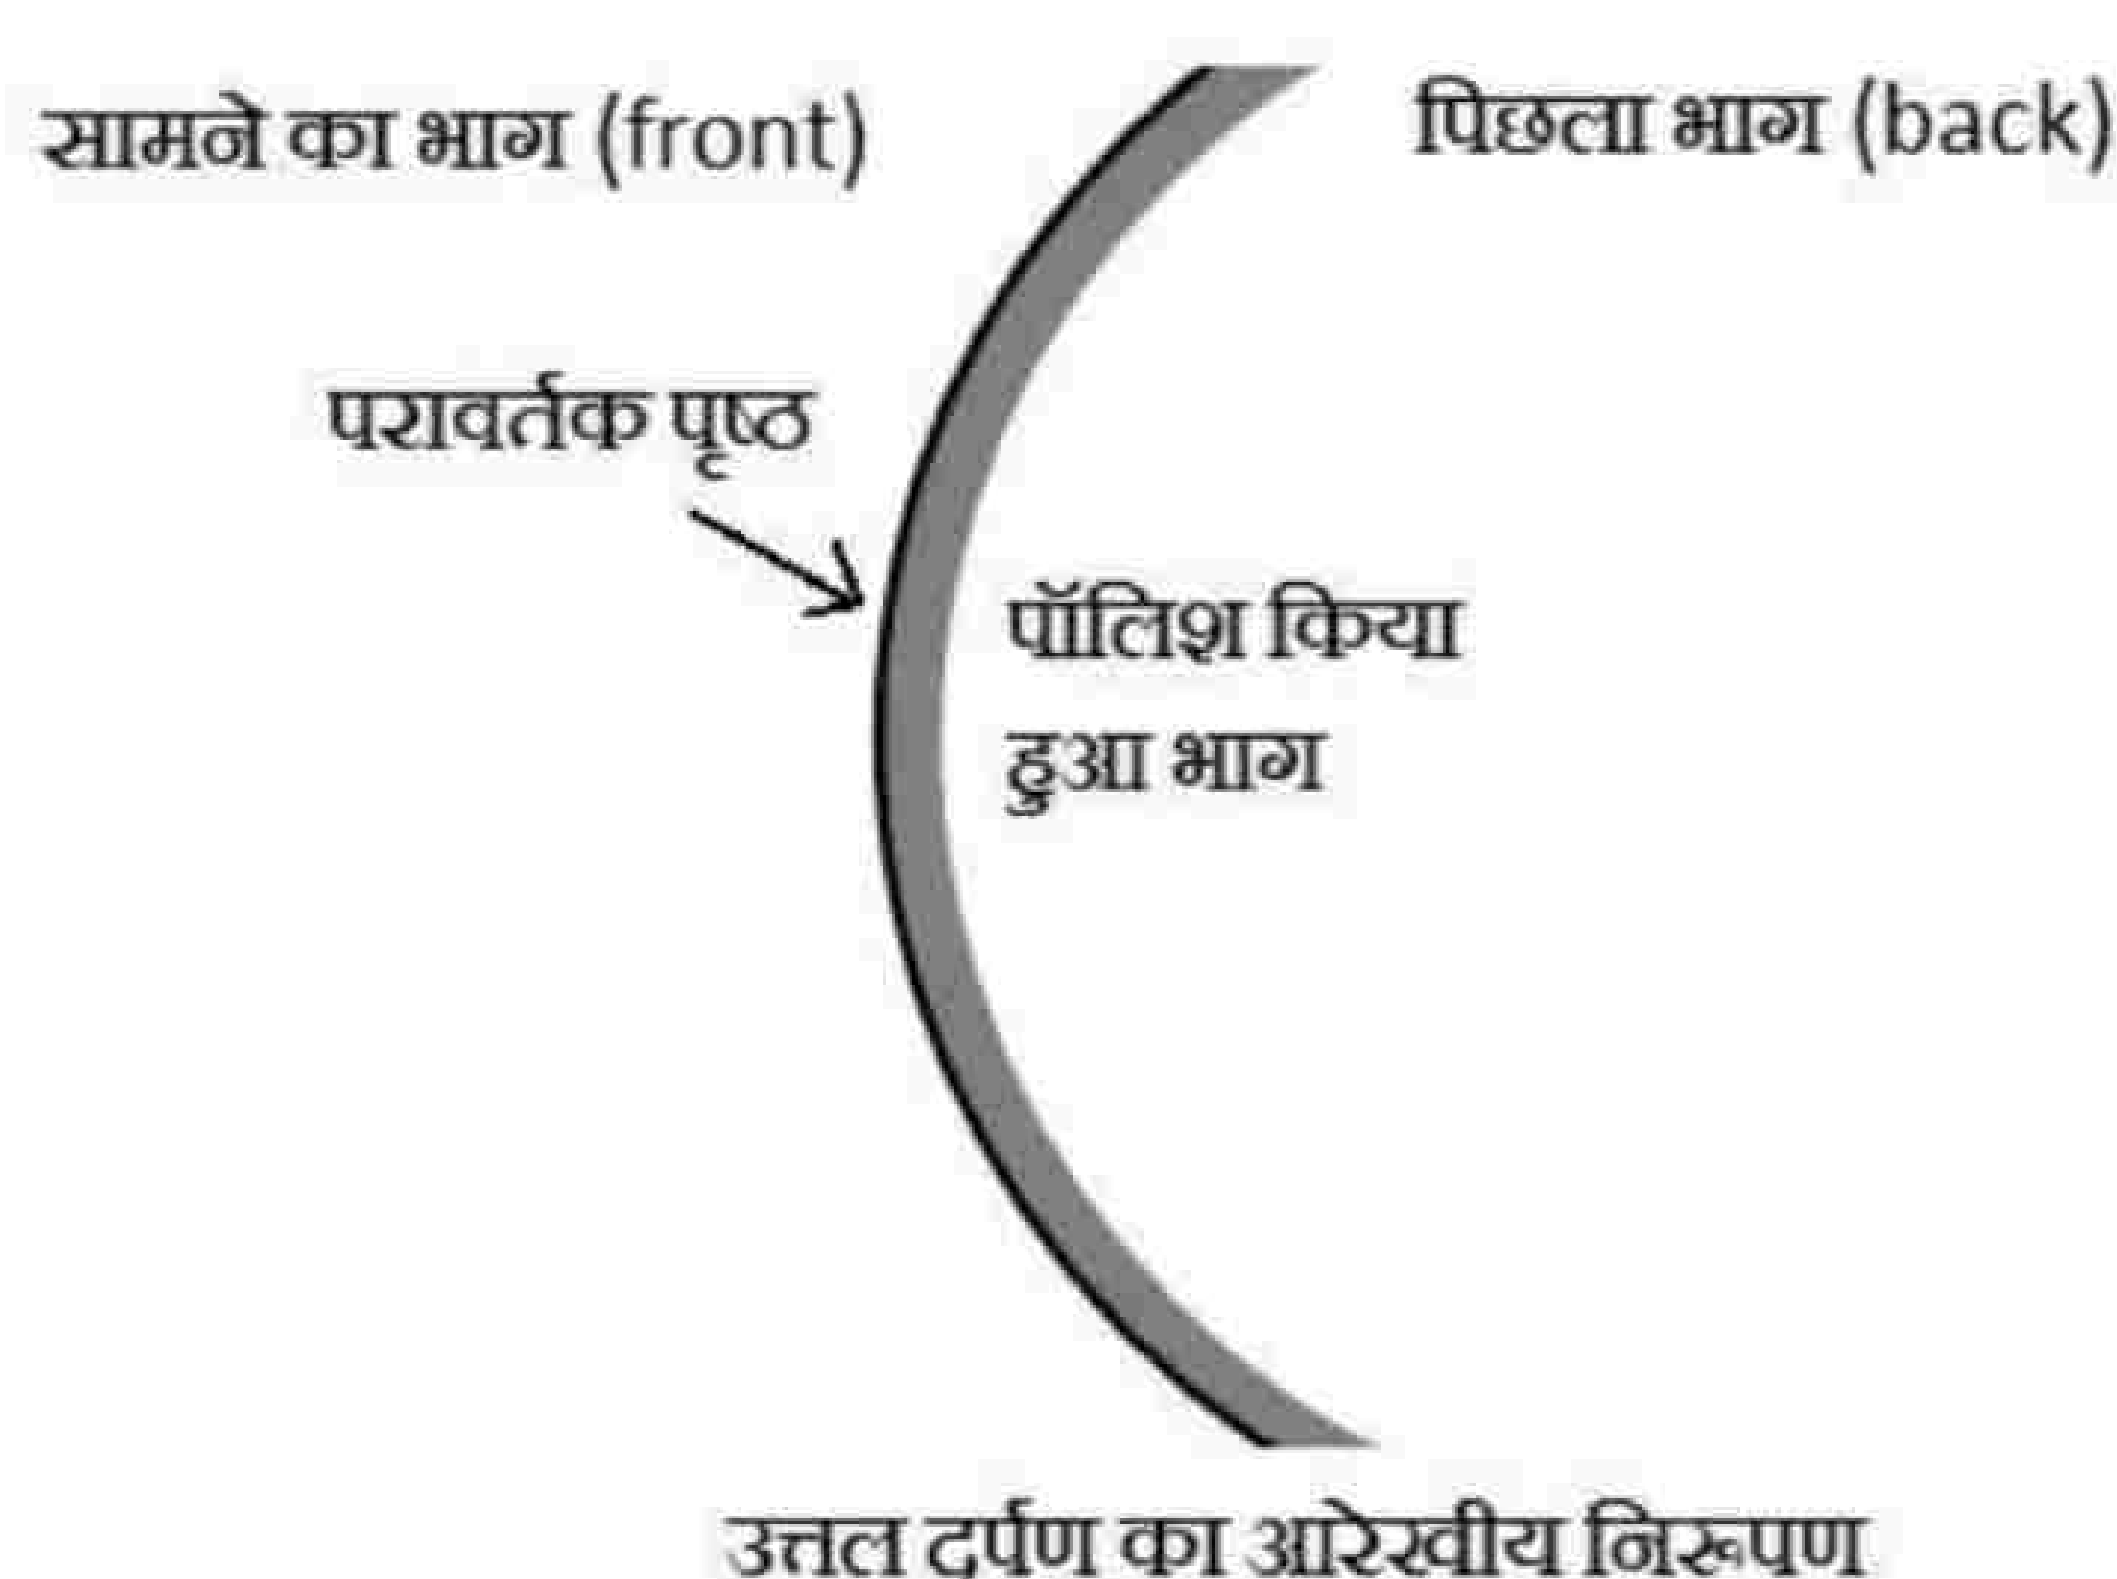 सामने का भाग (front)
पिछला भाग (back)
परावर्तक पृष्ठ
पॉलिश किया
हुआ भाग
उत्तल दर्पण का आरेखीय निरूपण